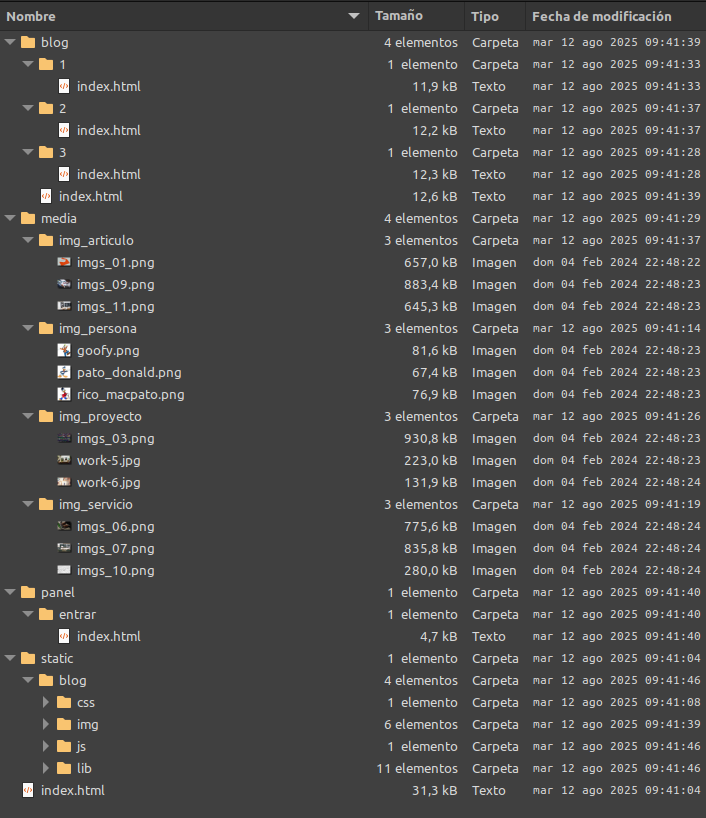 Nombre Tamaño Tipo Fecha de modificación
blog 4 elementos Carpeta mar 12 ago 2025 09:41:39
1 1 elemento Carpeta mar 12 ago 2025 09:41:33
index.html 11,9 kB Texto mar 12 ago 2025 09:41:33
2 1 elemento Carpeta mar 12 ago 2025 09:41:37
index.html 12,2 kB Texto mar 12 ago 2025 09:41:37
3 1 elemento Carpeta mar 12 ago 2025 09:41:28
index.html 12,3 kB Texto mar 12 ago 2025 09:41:28
index.html 12,6 kB Texto mar 12 ago 2025 09:41:39
media 4 elementos Carpeta mar 12 ago 2025 09:41:29
img_articulo 3 elementos Carpeta mar 12 ago 2025 09:41:37
imgs_01.png 657,0 kB Imagen dom 04 feb 2024 22:48:22
imgs_09.png 883,4 kB Imagen dom 04 feb 2024 22:48:23
imgs_11.png 645,3 kB Imagen dom 04 feb 2024 22:48:23
img_persona 3 elementos Carpeta mar 12 ago 2025 09:41:14
goofy.png 81,6 kB Imagen dom 04 feb 2024 22:48:23
pato_donald.png 67,4 kB Imagen dom 04 feb 2024 22:48:23
rico_macpato.png 76,9 kB Imagen dom 04 feb 2024 22:48:23
img_proyecto 3 elementos Carpeta mar 12 ago 2025 09:41:26
imgs_03.png 930,8 kB Imagen dom 04 feb 2024 22:48:23
work-5.jpg 223,0 kB Imagen dom 04 feb 2024 22:48:23
work-6.jpg 131,9 kB Imagen dom 04 feb 2024 22:48:24
img_servicio 3 elementos Carpeta mar 12 ago 2025 09:41:19
imgs_06.png 775,6 kB Imagen dom 04 feb 2024 22:48:24
imgs_07.png 835,8 kB Imagen dom 04 feb 2024 22:48:24
imgs_10.png 280,0 kB Imagen dom 04 feb 2024 22:48:24
panel 1 elemento Carpeta mar 12 ago 2025 09:41:40
entrar 1 elemento Carpeta mar 12 ago 2025 09:41:40
index.html 4,7 kB Texto mar 12 ago 2025 09:41:40
static 1 elemento Carpeta mar 12 ago 2025 09:41:04
blog 4 elementos Carpeta mar 12 ago 2025 09:41:46
css 1 elemento Carpeta mar 12 ago 2025 09:41:08
img 6 elementos Carpeta mar 12 ago 2025 09:41:39
js 1 elemento Carpeta mar 12 ago 2025 09:41:46
lib 11 elementos Carpeta mar 12 ago 2025 09:41:46
index.html 31,3 kB Texto mar 12 ago 2025 09:41:04